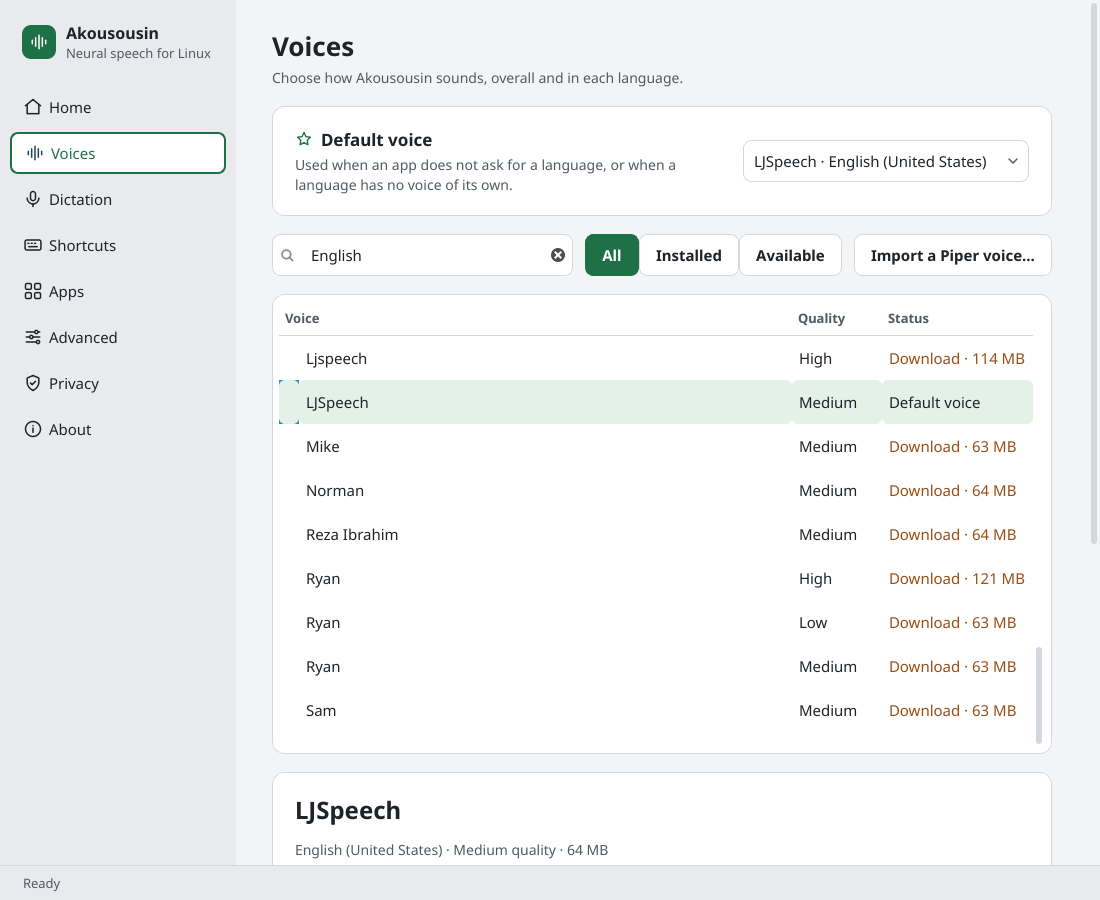 Akousousin
Neural speech for Linux
Home
Voices
Dictation
Shortcuts
Apps
Advanced
Privacy
About
Voices
Choose how Akousousin sounds, overall and in each language.
Default voice
Used when an app does not ask for a language, or when a
language has no voice of its own.
LJSpeech · English (United States)
English
All Installed Available Import a Piper voice...
Voice Quality Status
Ljspeech High Download · 114 MB
LJSpeech Medium Default voice
Mike Medium Download · 63 MB
Norman Medium Download · 64 MB
Reza Ibrahim Medium Download · 64 MB
Ryan High Download · 121 MB
Ryan Low Download · 63 MB
Ryan Medium Download · 63 MB
Sam Medium Download · 63 MB
LJSpeech
English (United States) · Medium quality · 64 MB
Ready